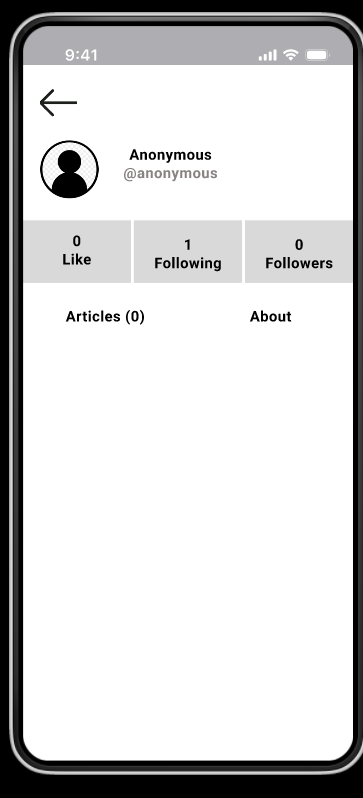 9:41
Anonymous
@anonymous
0
Like
1
Following
0
Followers
Articles (0)
About